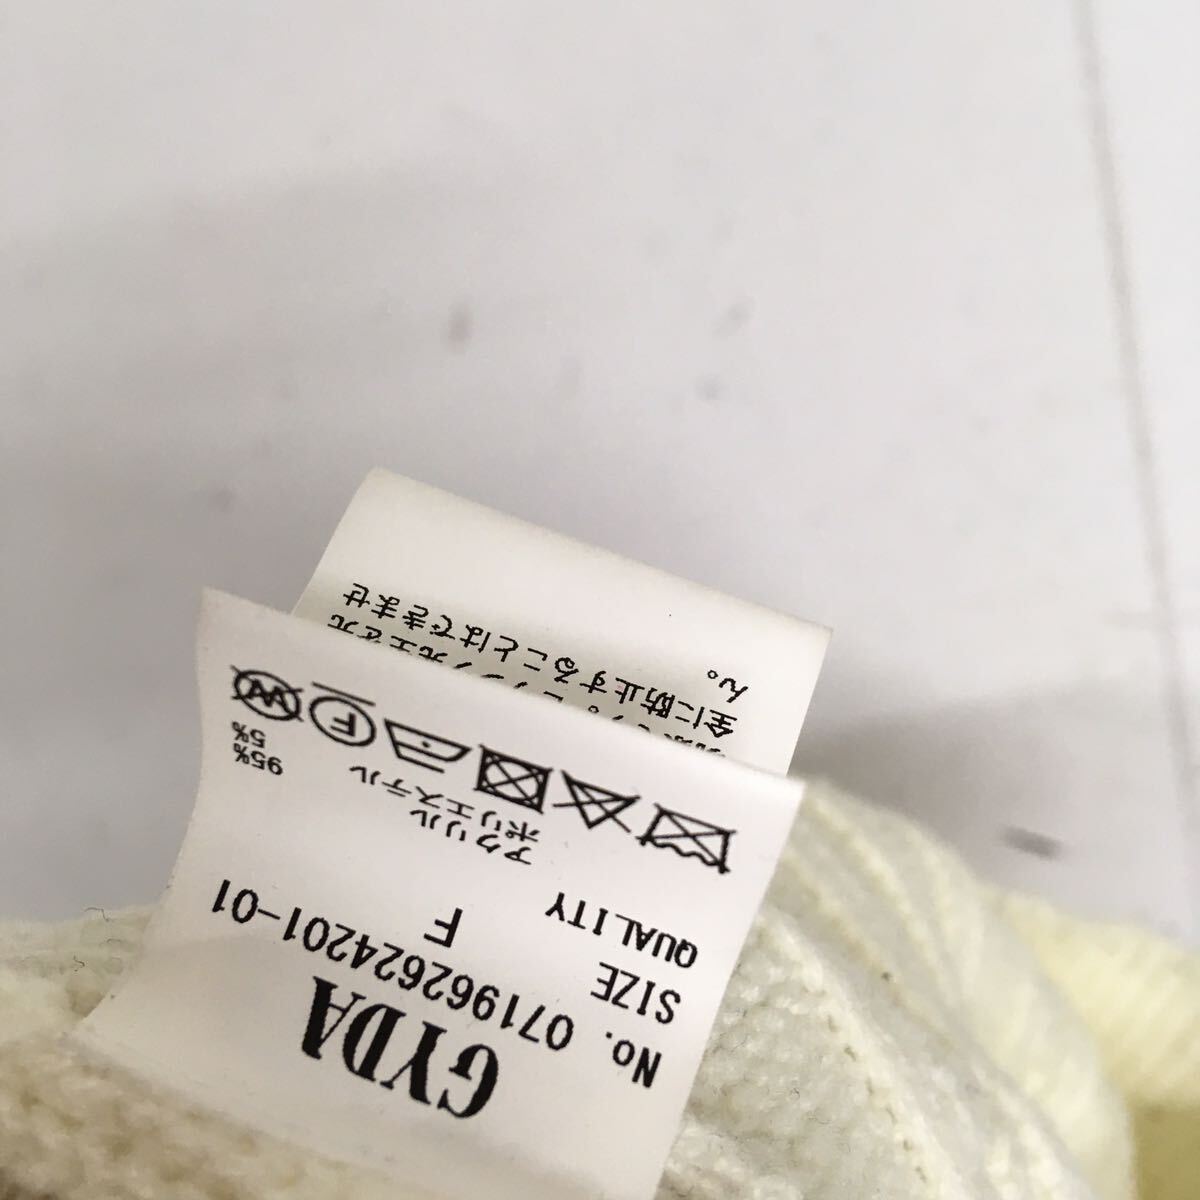 GYDA
No. 071962624201-01
SIZE F
QUALITY
アクリル 95%
ポリエステル 5%
F
W
全に防止することはできませ
ん。